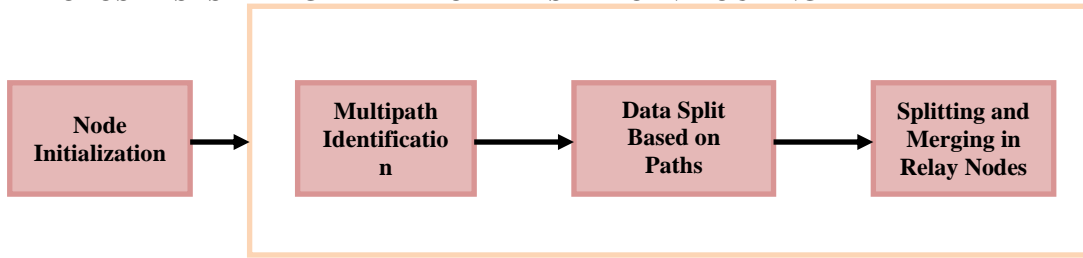 Node
Initialization
Multipath
Identificatio
n
Data Split
Based on
Paths
Splitting and
Merging in
Relay Nodes